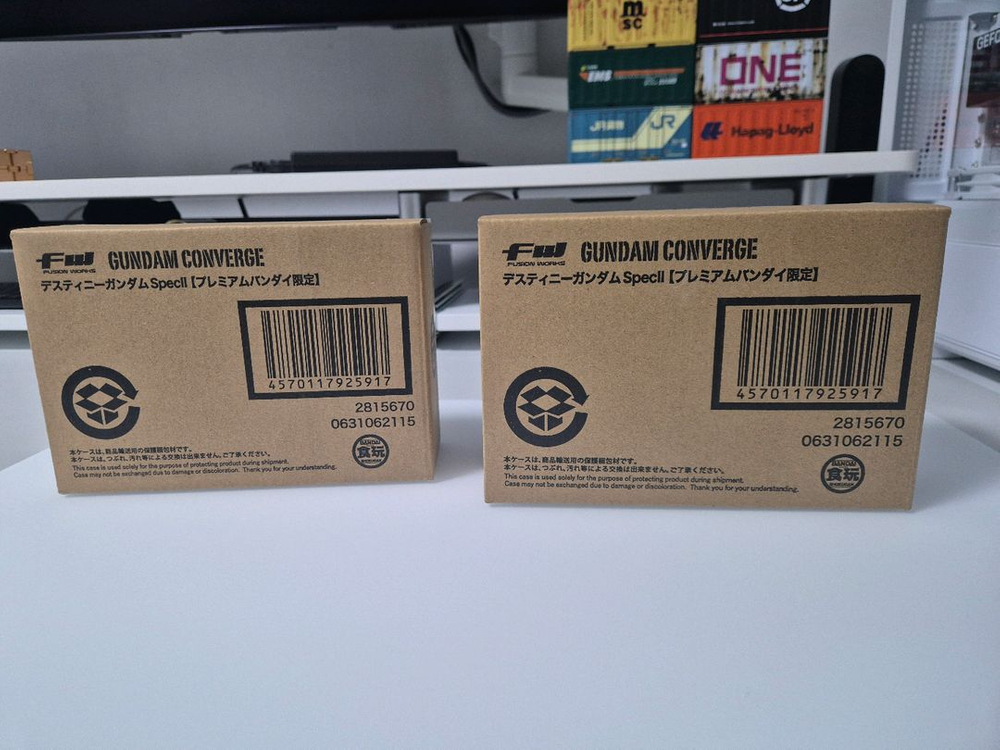 m
sc
EMS
ONE
JR貨物
JR
Hapag-Lloyd
GEFO
FW
FUSION WORKS
GUNDAM CONVERGE
デスティニーガンダムSpecII【プレミアムバンダイ限定】
4570117925917
2815670
0631062115
本ケースは、商品輸送用の保護梱包材です。
本ケースは、つぶれ、汚れ等による交換は出来ません。ご了承ください。
This case is used solely for the purpose of protecting product during shipment.
Case may not be exchanged due to damage or discoloration. Thank you for your understanding.
BANDAI
食玩
FW
FUSION WORKS
GUNDAM CONVERGE
デスティニーガンダムSpecII【プレミアムバンダイ限定】
4570117925917
2815670
0631062115
本ケースは、商品輸送用の保護梱包材です。
本ケースは、つぶれ、汚れ等による交換は出来ません。ご了承ください。
This case is used solely for the purpose of protecting product during shipment.
Case may not be exchanged due to damage or discoloration. Thank you for your understanding.
BANDAI
食玩